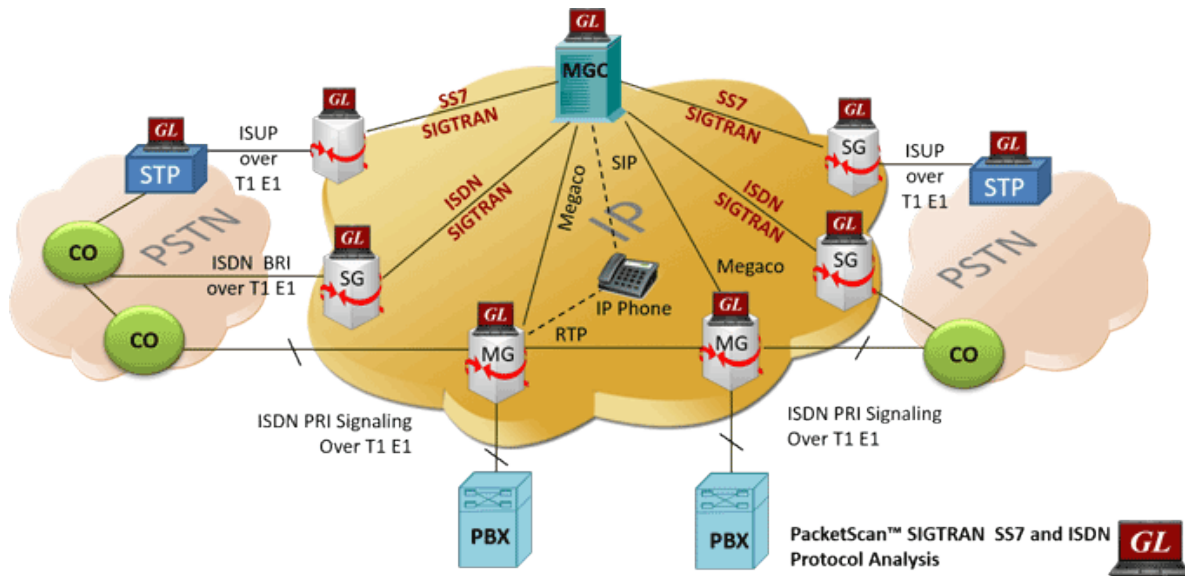 GL
MGC
SS7
SIGTRAN
SS7
SIGTRAN
GL
ISUP
over
T1 E1
GL
STP
GL
SG
ISUP
over
T1 E1
GL
STP
PSTN
CO
ISDN BRI
over T1 E1
GL
SG
ISDN
SIGTRAN
Megaco
SIP
IP
ISDN
SIGTRAN
GL
SG
PSTN
Megaco
IP Phone
CO
GL
MG
RTP
GL
MG
CO
ISDN PRI Signaling
Over T1 E1
ISDN PRI Signaling
Over T1 E1
PBX
PBX
PacketScan™ SIGTRAN SS7 and ISDN
Protocol Analysis
GL